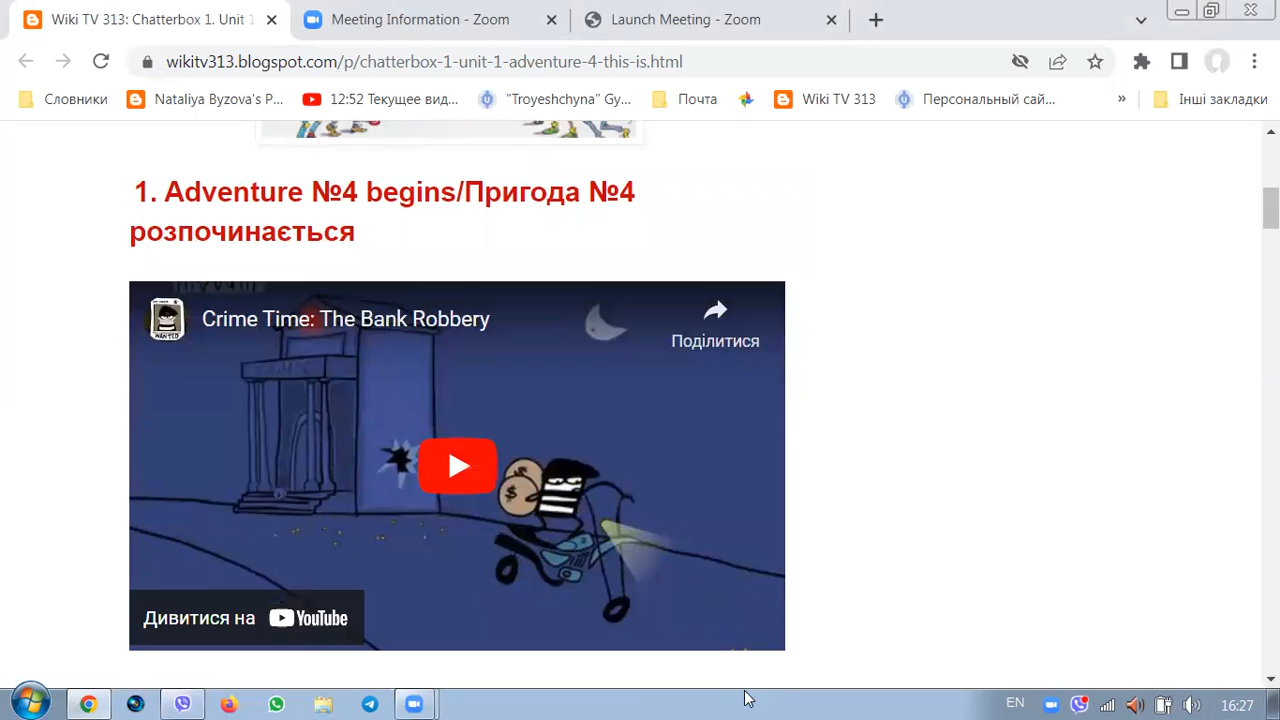 Wiki TV 313: Chatterbox 1. Unit 1
Meeting Information - Zoom
Launch Meeting - Zoom
wikitv313.blogspot.com/p/chatterbox-1-unit-1-adventure-4-this-is.html
Словники
Nataliya Byzova's P...
12:52 Текущее вид...
"Troyeshchyna" Gy...
Почта
Wiki TV 313
Персональный сай...
»
Інші закладки
1. Adventure №4 begins/Пригода №4
розпочинається
Crime Time: The Bank Robbery
Поділитися
WANTED
$
$
Дивитися на YouTube
EN
16:27